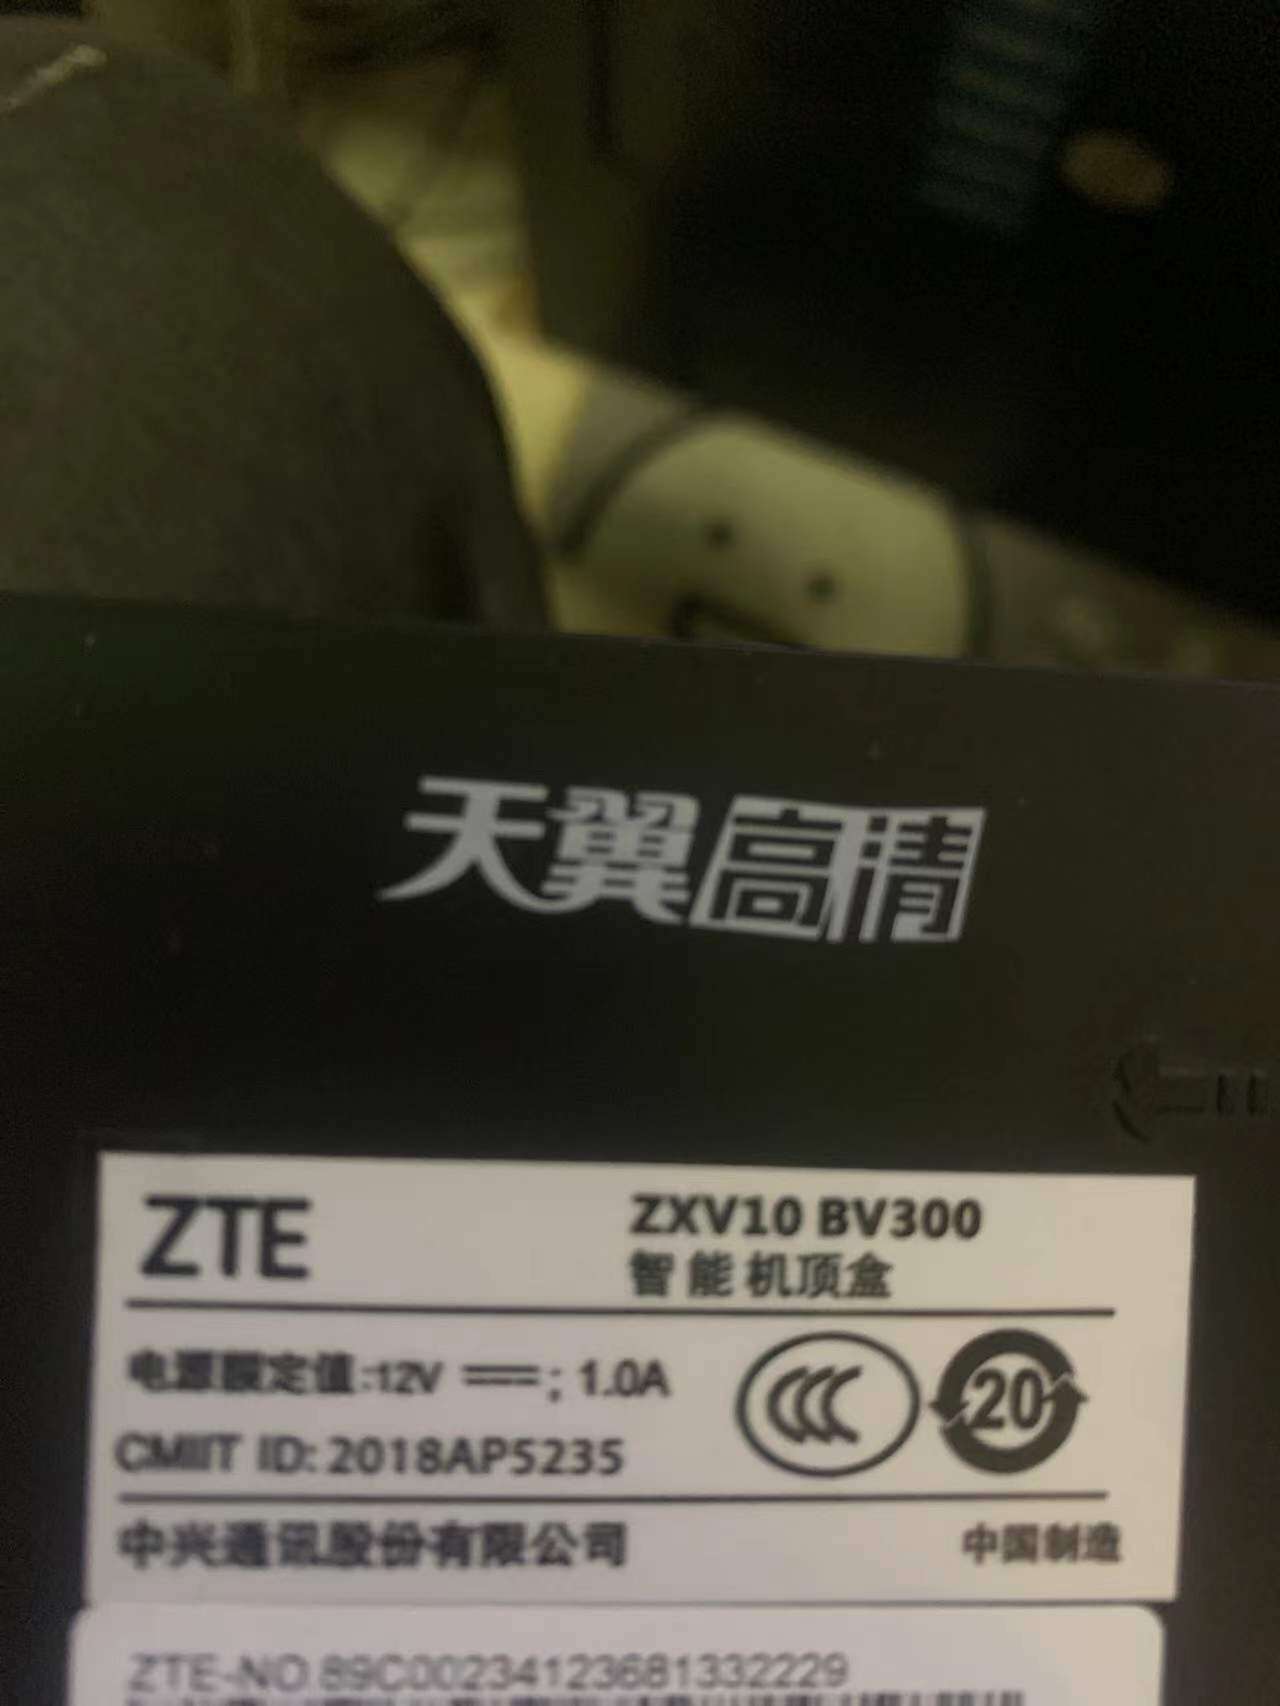 天翼高清
ZTE
ZXV10 BV300
智能机顶盒
电源额定值:12V ⎓; 1.0A
CMIIT ID: 2018AP5235
20
中兴通讯股份有限公司
中国制造
ZTE-NO.89C00234123681332229